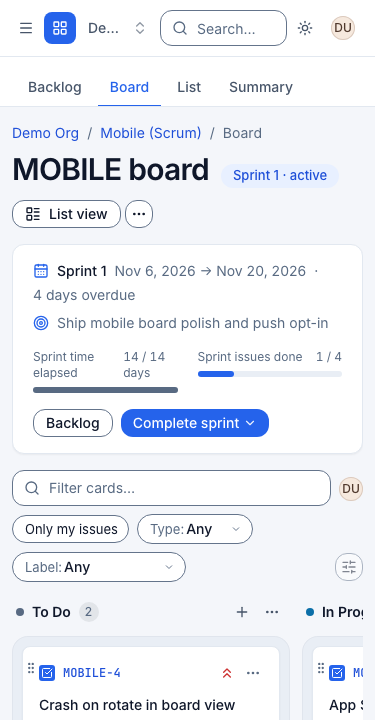 De...
Search...
DU
Backlog
Board
List
Summary
Demo Org / Mobile (Scrum) / Board
MOBILE board
Sprint 1 · active
List view
Sprint 1 Nov 6, 2026 → Nov 20, 2026 ·
4 days overdue
Ship mobile board polish and push opt-in
Sprint time elapsed
14 / 14 days
Sprint issues done
1 / 4
Backlog
Complete sprint
Filter cards...
DU
Only my issues
Type: Any
Label: Any
To Do 2
In Prog
MOBILE-4
Crash on rotate in board view
App S